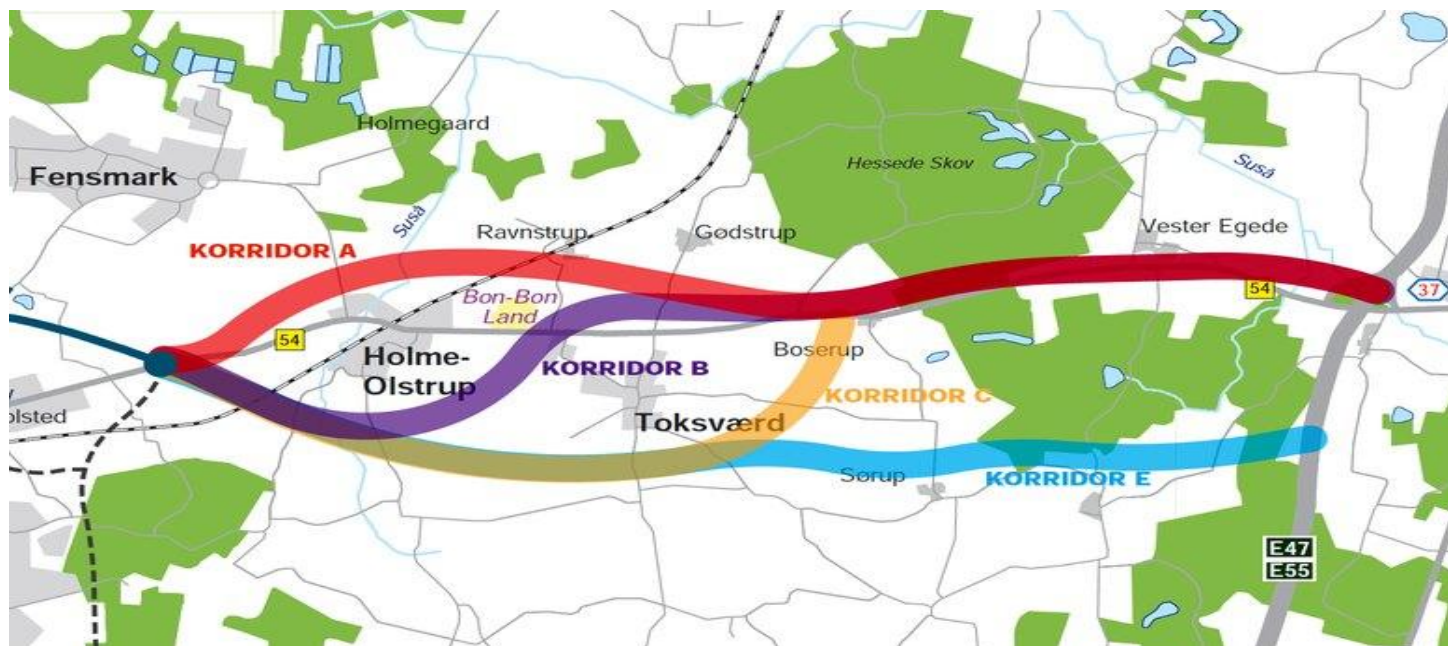 Holmegaard
Fensmark
Hessede Skov
Suså
Suså
Ravnstrup
Gødstrup
Vester Egede
KORRIDOR A
Bon-Bon
Land
54
37
54
Holme-
Olstrup
Boserup
KORRIDOR B
KORRIDOR C
olsted
Toksværd
Sørup
KORRIDOR E
E47
E55